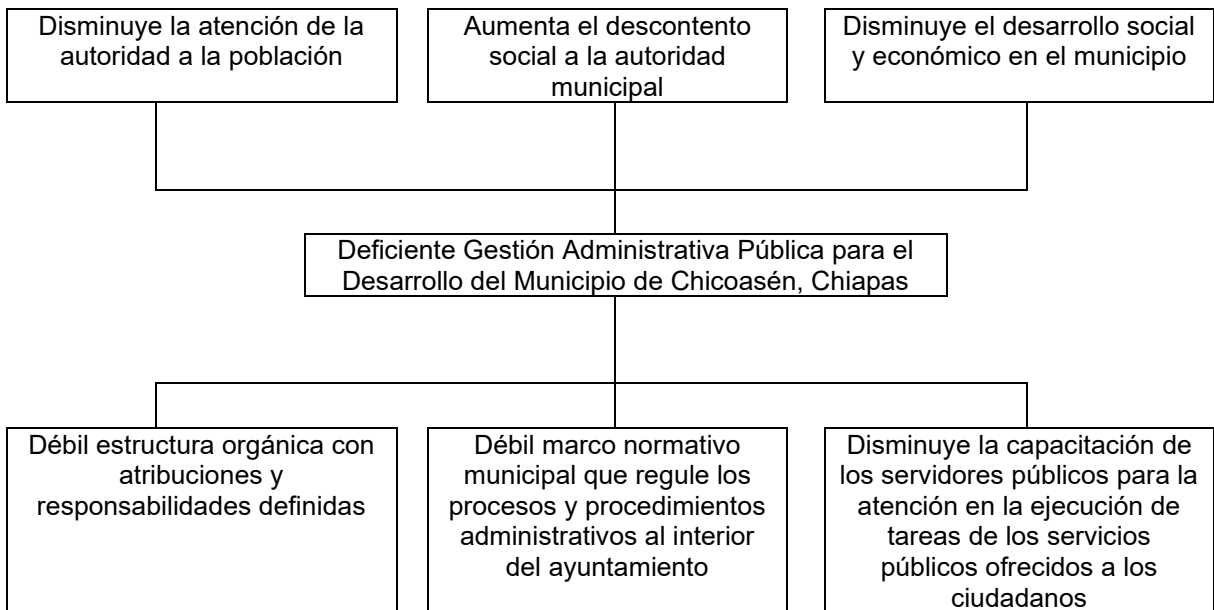 Disminuye la atención de la
autoridad a la población
Aumenta el descontento
social a la autoridad
municipal
Disminuye el desarrollo social
y económico en el municipio
Deficiente Gestión Administrativa Pública para el
Desarrollo del Municipio de Chicoasén, Chiapas
Débil estructura orgánica con
atribuciones y
responsabilidades definidas
Débil marco normativo
municipal que regule los
procesos y procedimientos
administrativos al interior
del ayuntamiento
Disminuye la capacitación de
los servidores públicos para la
atención en la ejecución de
tareas de los servicios
públicos ofrecidos a los
ciudadanos